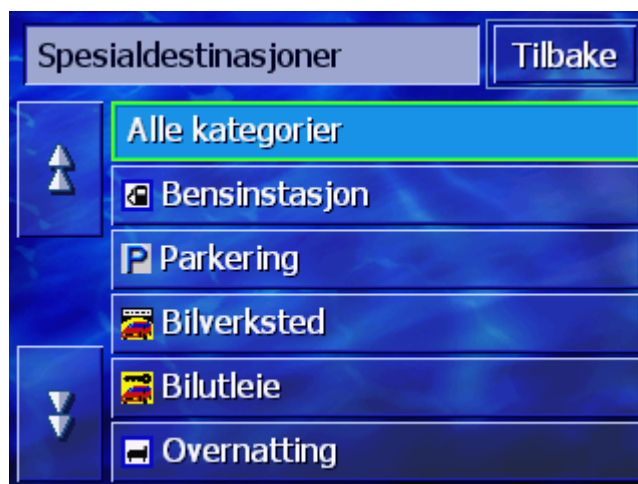 Spesialdestinasjoner
Tilbake
Alle kategorier
Bensinstasjon
P Parkering
Bilverksted
Bilutleie
Overnatting